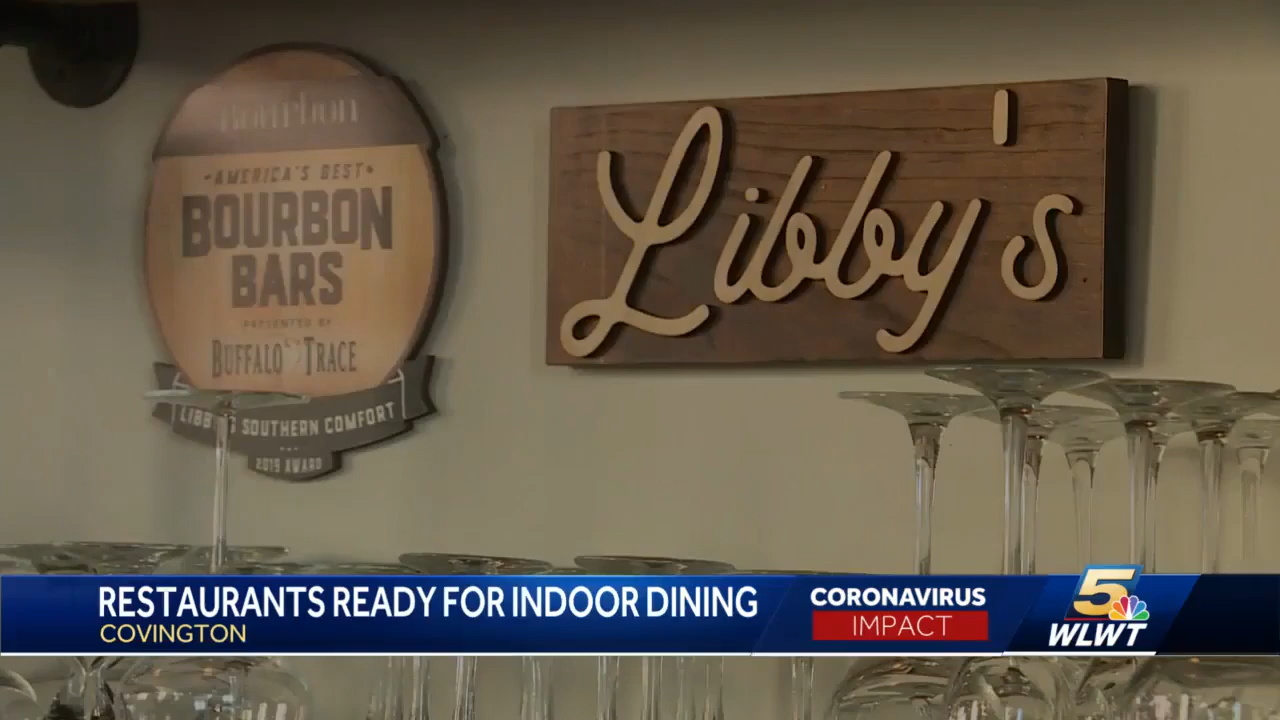 Bourbon
• AMERICA'S BEST •
BOURBON
BARS
PRESENTED BY
BUFFALO TRACE
SOUTHERN COMFORT
2019 AWARD
Libby's
RESTAURANTS READY FOR INDOOR DINING
COVINGTON
CORONAVIRUS
IMPACT
5
WLWT